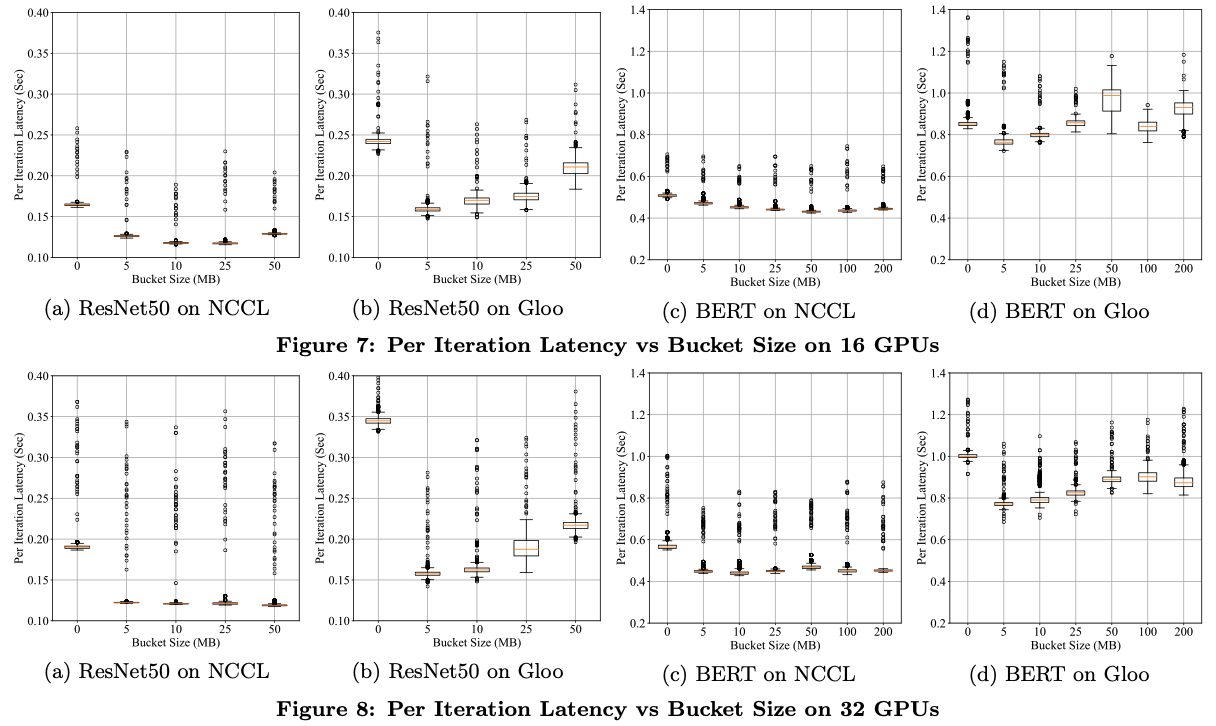 0.40
0.35
0.30
0.25
0.20
0.15
0.10
Per Iteration Latency (Sec)
0 5 10 25 50
Bucket Size (MB)
(a) ResNet50 on NCCL
0.40
0.35
0.30
0.25
0.20
0.15
0.10
Per Iteration Latency (Sec)
0 5 10 25 50
Bucket Size (MB)
(b) ResNet50 on Gloo
1.4
1.2
1.0
0.8
0.6
0.4
0.2
Per Iteration Latency (Sec)
0 5 10 25 50 100 200
Bucket Size (MB)
(c) BERT on NCCL
1.4
1.2
1.0
0.8
0.6
0.4
0.2
Per Iteration Latency (Sec)
0 5 10 25 50 100 200
Bucket Size (MB)
(d) BERT on Gloo
Figure 7: Per Iteration Latency vs Bucket Size on 16 GPUs
0.40
0.35
0.30
0.25
0.20
0.15
0.10
Per Iteration Latency (Sec)
0 5 10 25 50
Bucket Size (MB)
(a) ResNet50 on NCCL
0.40
0.35
0.30
0.25
0.20
0.15
0.10
Per Iteration Latency (Sec)
0 5 10 25 50
Bucket Size (MB)
(b) ResNet50 on Gloo
1.4
1.2
1.0
0.8
0.6
0.4
0.2
Per Iteration Latency (Sec)
0 5 10 25 50 100 200
Bucket Size (MB)
(c) BERT on NCCL
1.4
1.2
1.0
0.8
0.6
0.4
0.2
Per Iteration Latency (Sec)
0 5 10 25 50 100 200
Bucket Size (MB)
(d) BERT on Gloo
Figure 8: Per Iteration Latency vs Bucket Size on 32 GPUs